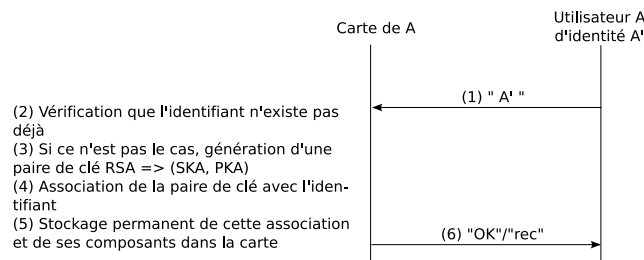 Utilisateur A
d'identité A'
Carte de A
(1) " A' "
(2) Vérification que l'identifiant n'existe pas
déjà
(3) Si ce n'est pas le cas, génération d'une
paire de clé RSA => (SKA, PKA)
(4) Association de la paire de clé avec l'iden-
tifiant
(5) Stockage permanent de cette association
et de ses composants dans la carte
(6) "OK"/"rec"